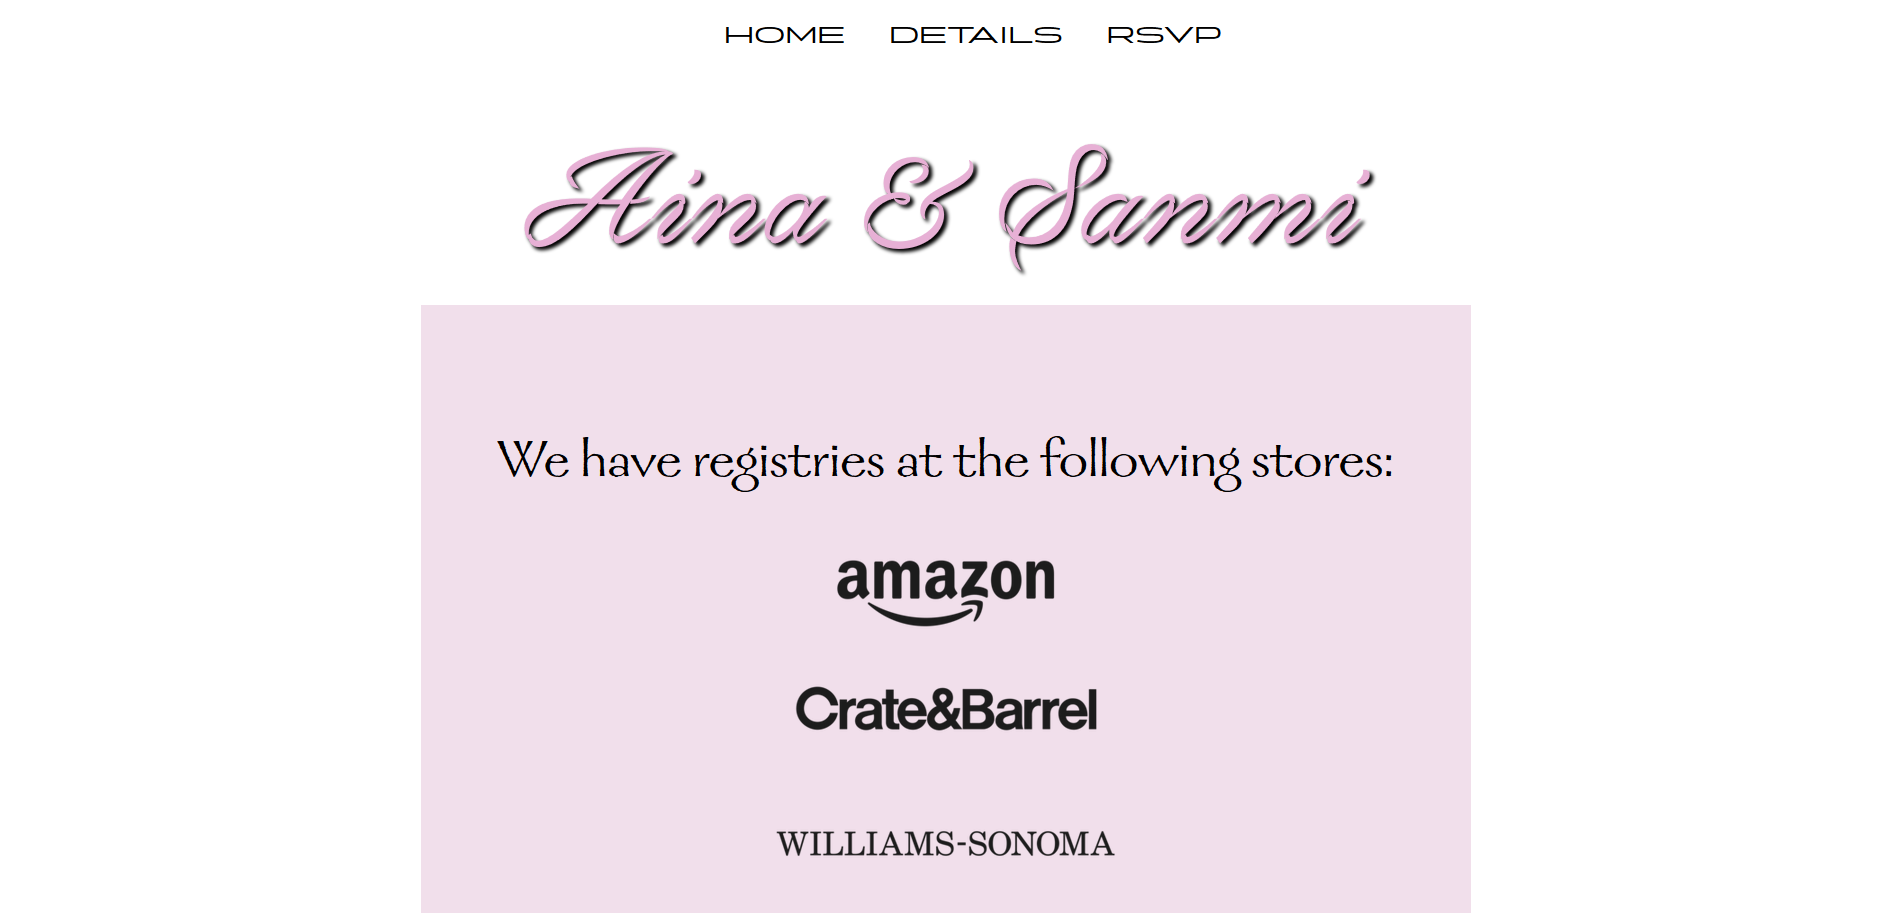 HOME DETAILS RSVP
Aina & Sanmi
We have registries at the following stores:
amazon
Crate&Barrel
WILLIAMS-SONOMA